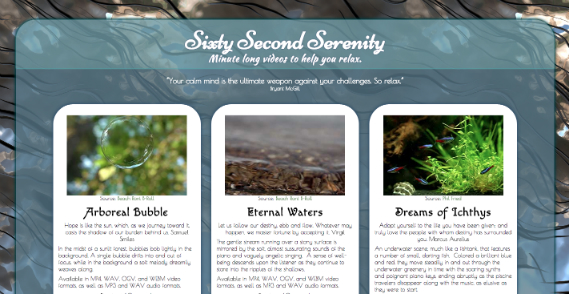 Sixty Second Serenity
Minute long videos to help you relax.
"Your calm mind is the ultimate weapon against your challenges. So relax."
Bryant McGill
Arboreal Bubble
Hope is like the sun, which, as we journey toward it,
casts the shadow of our burden behind us. Samuel
Smiles
In the midst of a sunlit forest, bubbles bob lightly in the
background. A single bubble drifts into and out of
focus, while in the background a soft melody dreamily
weaves along.
Available in M4V, OGV, and WEBM video
formats, as well as MP3 and WAV audio formats.
Eternal Waters
Let us follow our destiny, ebb and flow. Whatever may
happen, we master fortune by accepting it. Virgil
The gentle stream running over a stony surface is
mirrored by the soft, almost susurrating sounds of the
piano and vaguely angelic singing. A sense of well-
being descends upon the listener as they continue to
stare into the ripples of the shallows.
Available in M4V, OGV, and WEBM video
formats, as well as MP3 and WAV audio formats.
Dreams of Ichthys
Adapt yourself to the life you have been given; and
truly love the people with whom destiny has surrounded
you. Marcus Aurelius
An underwater scene, much like a fishtank, that features
a number of small, darting fish. Colored a brilliant blue
and red, they move steadily in and out through the
underwater greenery in time with the soaring synths
and poignant piano keys, ending abruptly as the piscine
travelers disappear along with the music as elusive as
they were to start.